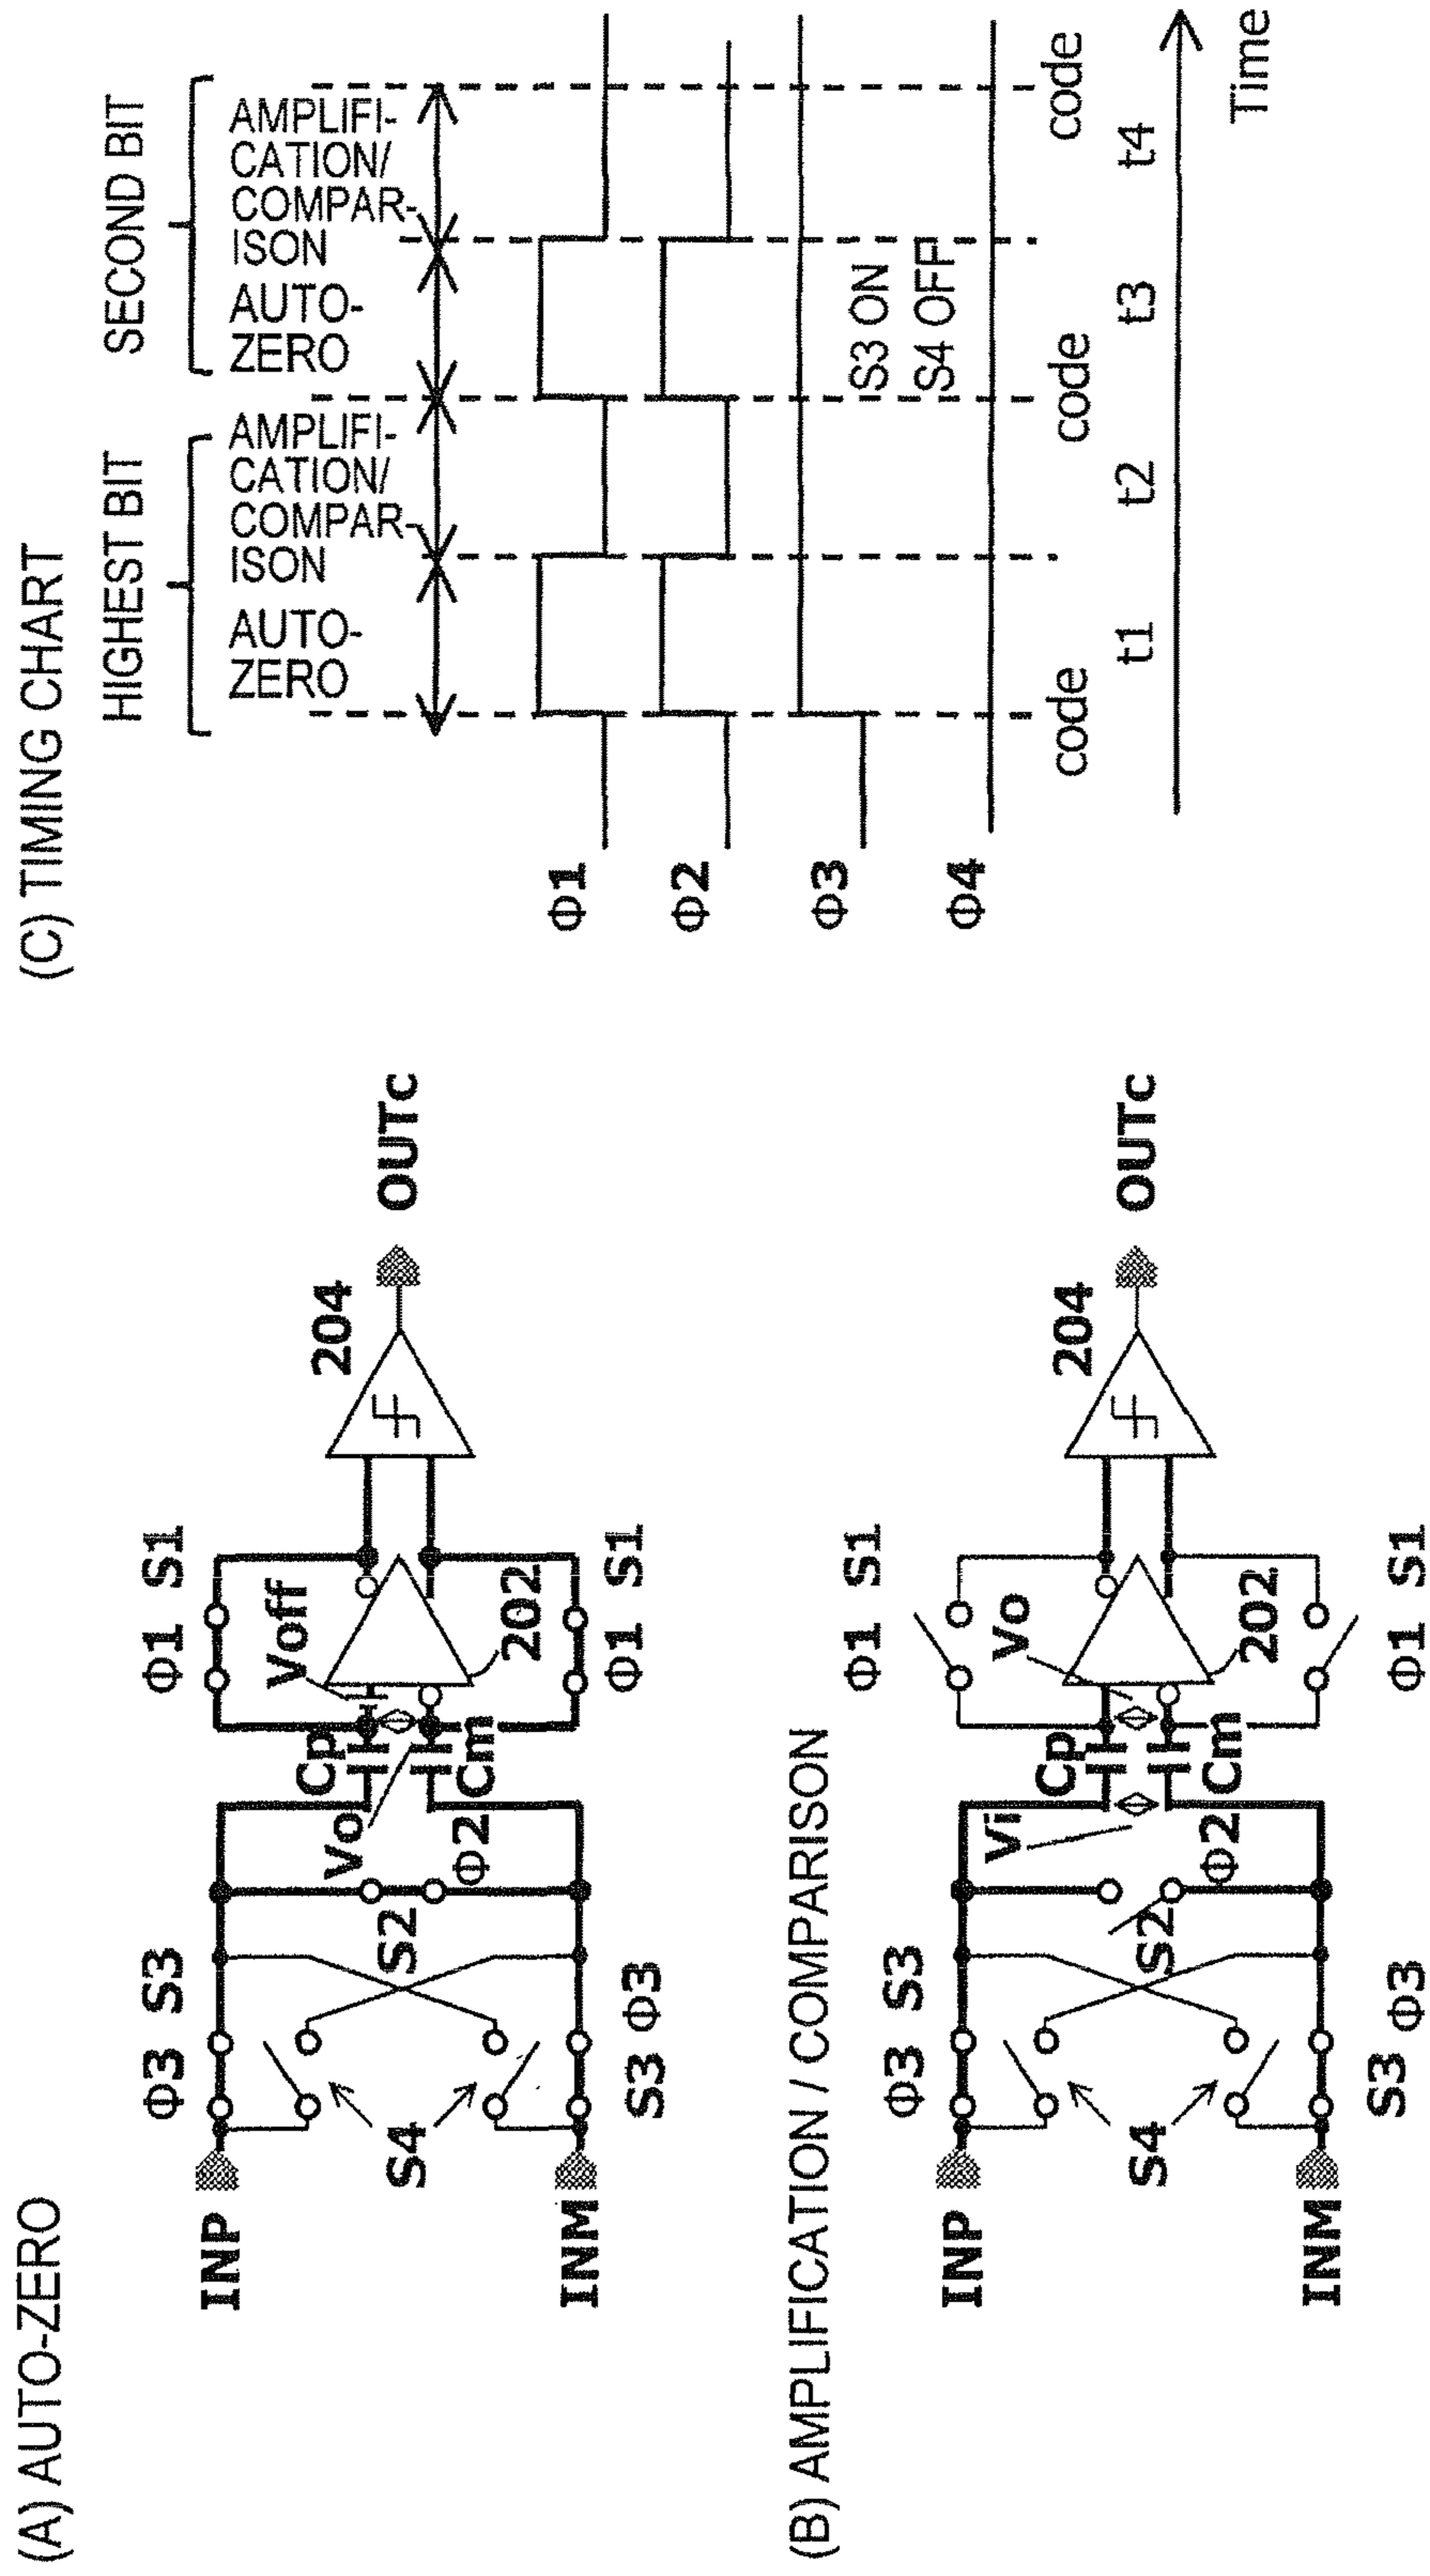 (A) AUTO-ZERO
Φ3 S3
Φ1 S1
INP
S4
S2
Vo
Φ2
Cp
Cm
Voff
202
204
OUTc
INM
S3 Φ3
Φ1 S1
(B) AMPLIFICATION / COMPARISON
Φ3 S3
Φ1 S1
INP
S4
S2
Vi
Φ2
Cp
Cm
Vo
202
204
OUTc
INM
S3 Φ3
Φ1 S1
(C) TIMING CHART
HIGHEST BIT
SECOND BIT
AUTO-
ZERO
AMPLIFI-
CATION/
COMPAR-
ISON
AUTO-
ZERO
AMPLIFI-
CATION/
COMPAR-
ISON
Φ1
Φ2
Φ3
S3 ON
S4 OFF
Φ4
code
code
code
t1
t2
t3
t4
Time